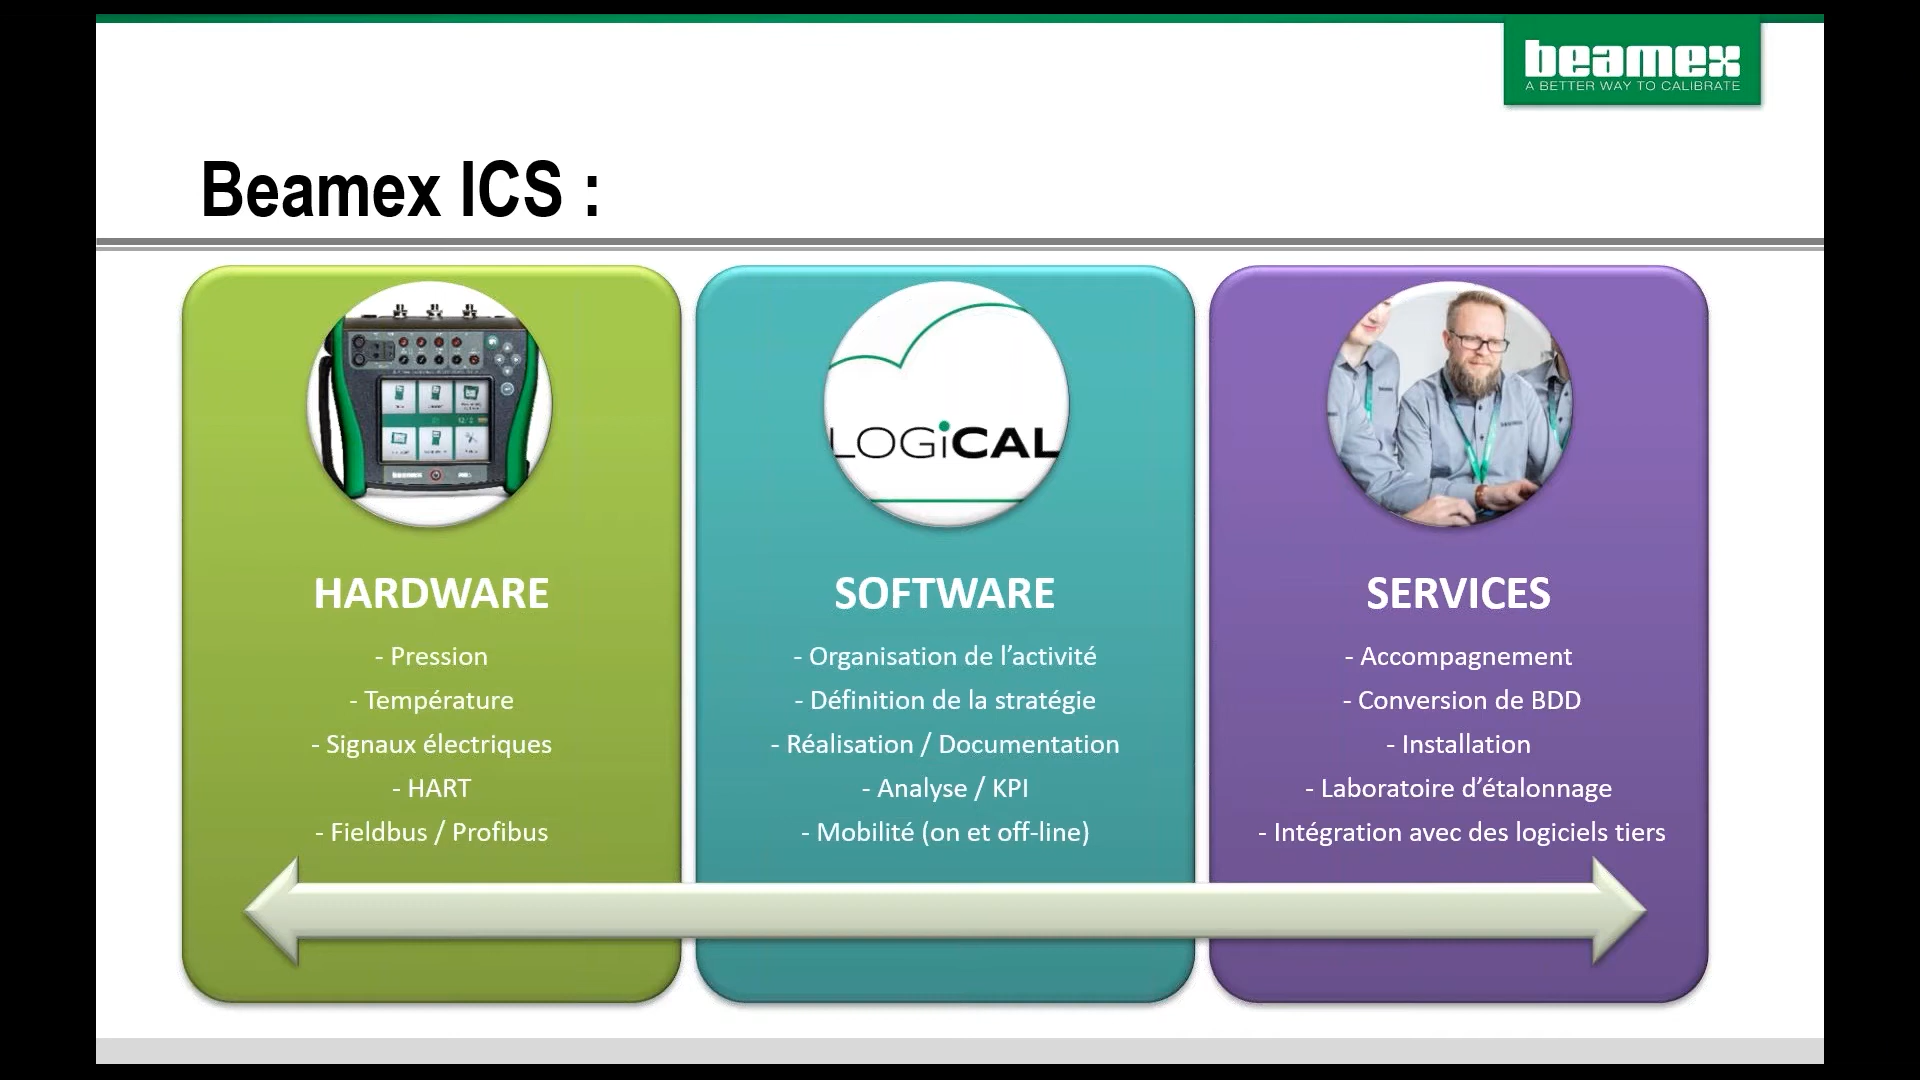 beamex
A BETTER WAY TO CALIBRATE
Beamex ICS :
LOGiCAL
HARDWARE
- Pression
- Température
- Signaux électriques
- HART
- Fieldbus / Profibus
SOFTWARE
- Organisation de l’activité
- Définition de la stratégie
- Réalisation / Documentation
- Analyse / KPI
- Mobilité (on et off-line)
SERVICES
- Accompagnement
- Conversion de BDD
- Installation
- Laboratoire d’étalonnage
- Intégration avec des logiciels tiers